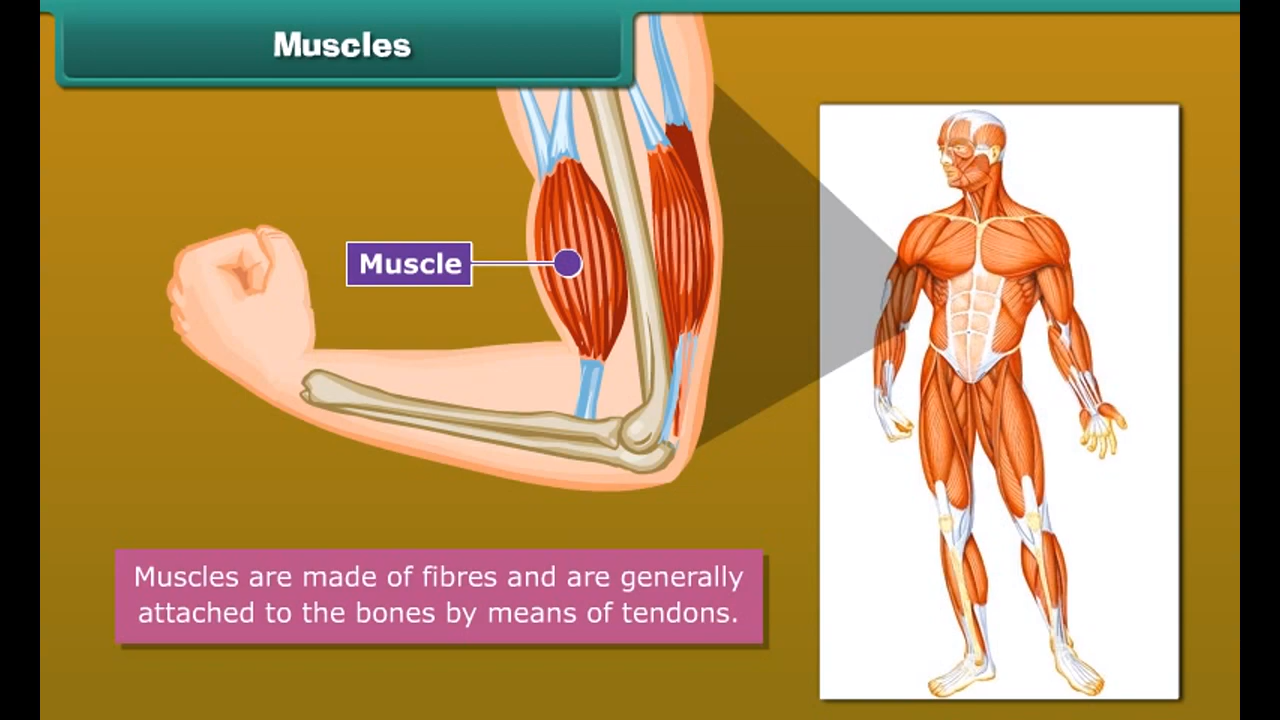 Muscles
Muscle
Muscles are made of fibres and are generally
attached to the bones by means of tendons.